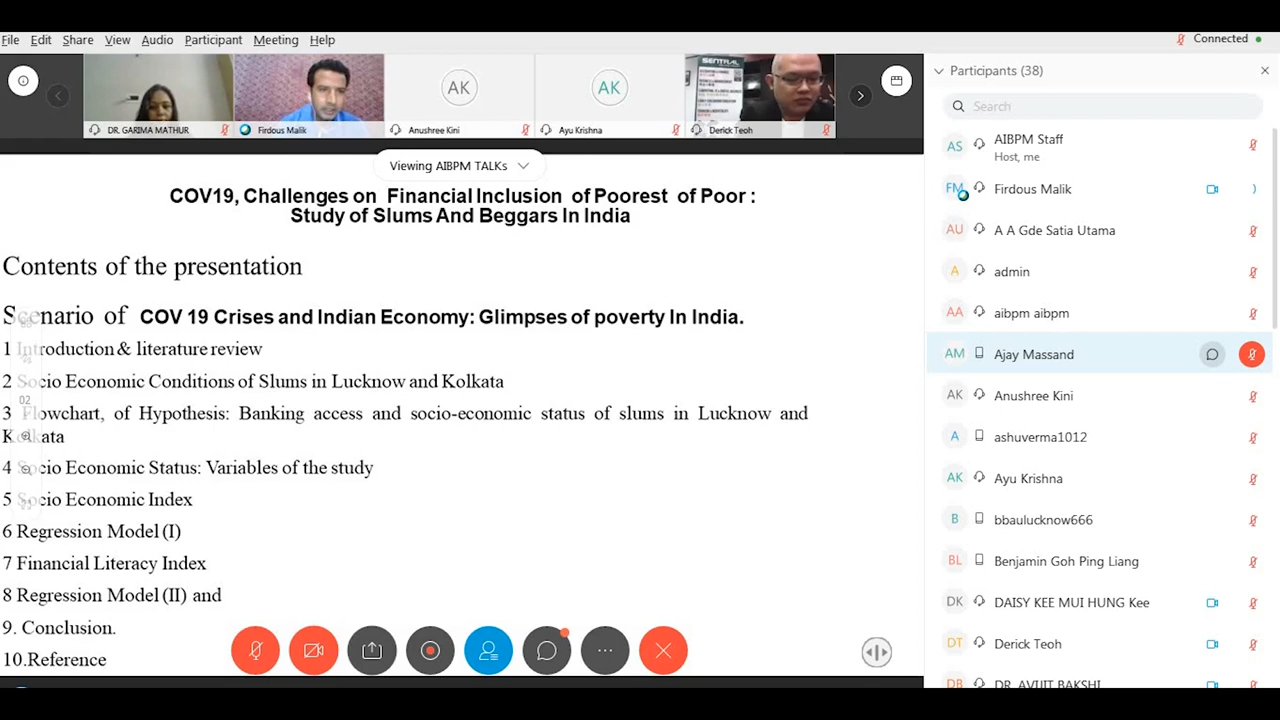 File Edit Share View Audio Participant Meeting Help
Connected
DR. GARIMA MATHUR
Firdous Malik
AK
Anushree Kini
AK
Ayu Krishna
SENTRAL
Derick Teoh
Viewing AIBPM TALKs
COV19, Challenges on Financial Inclusion of Poorest of Poor :
Study of Slums And Beggars In India
Contents of the presentation
Scenario of COV 19 Crises and Indian Economy: Glimpses of poverty In India.
1 Introduction & literature review
2 Socio Economic Conditions of Slums in Lucknow and Kolkata
02
3 Flowchart, of Hypothesis: Banking access and socio-economic status of slums in Lucknow and
Kolkata
4 Socio Economic Status: Variables of the study
5 Socio Economic Index
6 Regression Model (I)
7 Financial Literacy Index
8 Regression Model (II) and
9. Conclusion.
10.Reference
Participants (38)
Search
AS AIBPM Staff
Host, me
FM Firdous Malik
AU A A Gde Satia Utama
A admin
AA aibpm aibpm
AM Ajay Massand
AK Anushree Kini
A ashuverma1012
AK Ayu Krishna
B bbaulucknow666
BL Benjamin Goh Ping Liang
DK DAISY KEE MUI HUNG Kee
DT Derick Teoh
DB DR. AVIJIT BAKSHI